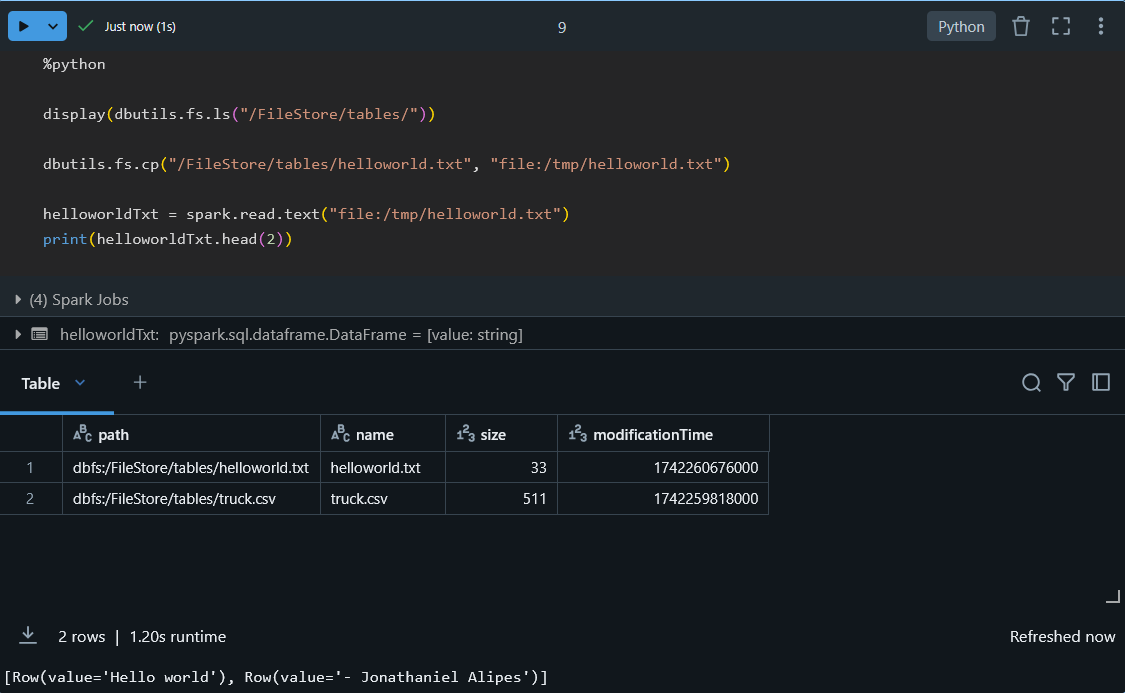 Just now (1s)
9
Python
%python
display(dbutils.fs.ls("/FileStore/tables/"))
dbutils.fs.cp("/FileStore/tables/helloworld.txt", "file:/tmp/helloworld.txt")
helloworldTxt = spark.read.text("file:/tmp/helloworld.txt")
print(helloworldTxt.head(2))
(4) Spark Jobs
helloworldTxt: pyspark.sql.dataframe.DataFrame = [value: string]
Table
ABC path ABC name 123 size 123 modificationTime
1 dbfs:/FileStore/tables/helloworld.txt helloworld.txt 33 1742260676000
2 dbfs:/FileStore/tables/truck.csv truck.csv 511 1742259818000
2 rows | 1.20s runtime
Refreshed now
[Row(value='Hello world'), Row(value='- Jonathaniel Alipes')]